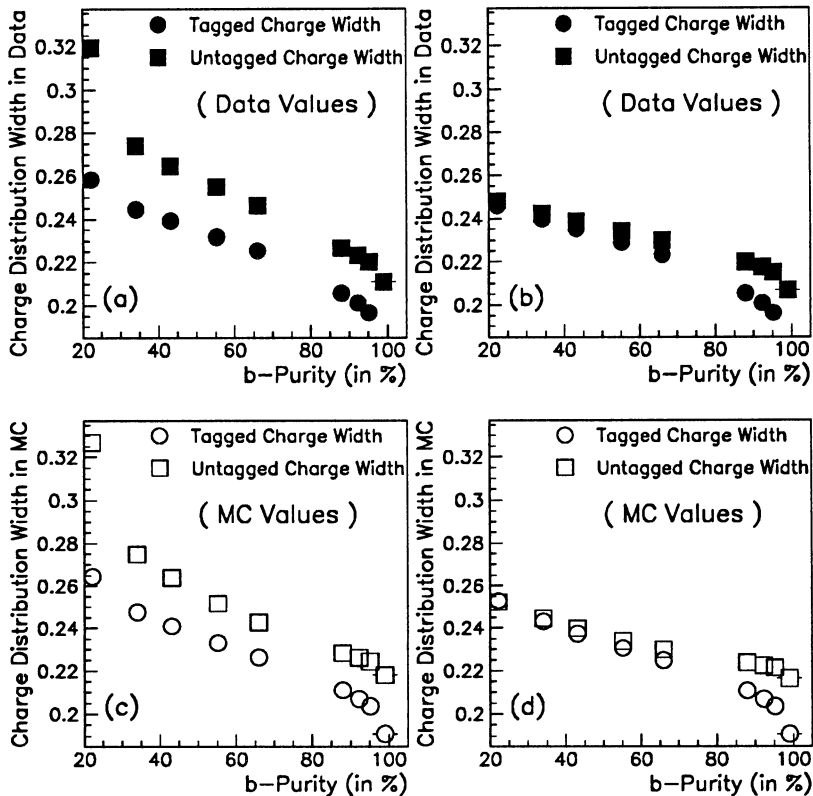 Charge Distribution Width in Data
Tagged Charge Width
Untagged Charge Width
( Data Values )
(a)
0.32
0.3
0.28
0.26
0.24
0.22
0.2
20 40 60 80 100
b-Purity (in %)
Charge Distribution Width in Data
Tagged Charge Width
Untagged Charge Width
( Data Values )
(b)
0.32
0.3
0.28
0.26
0.24
0.22
0.2
20 40 60 80 100
b-Purity (in %)
Charge Distribution Width in MC
Tagged Charge Width
Untagged Charge Width
( MC Values )
(c)
0.32
0.3
0.28
0.26
0.24
0.22
0.2
20 40 60 80 100
b-Purity (in %)
Charge Distribution Width in MC
Tagged Charge Width
Untagged Charge Width
( MC Values )
(d)
0.32
0.3
0.28
0.26
0.24
0.22
0.2
20 40 60 80 100
b-Purity (in %)